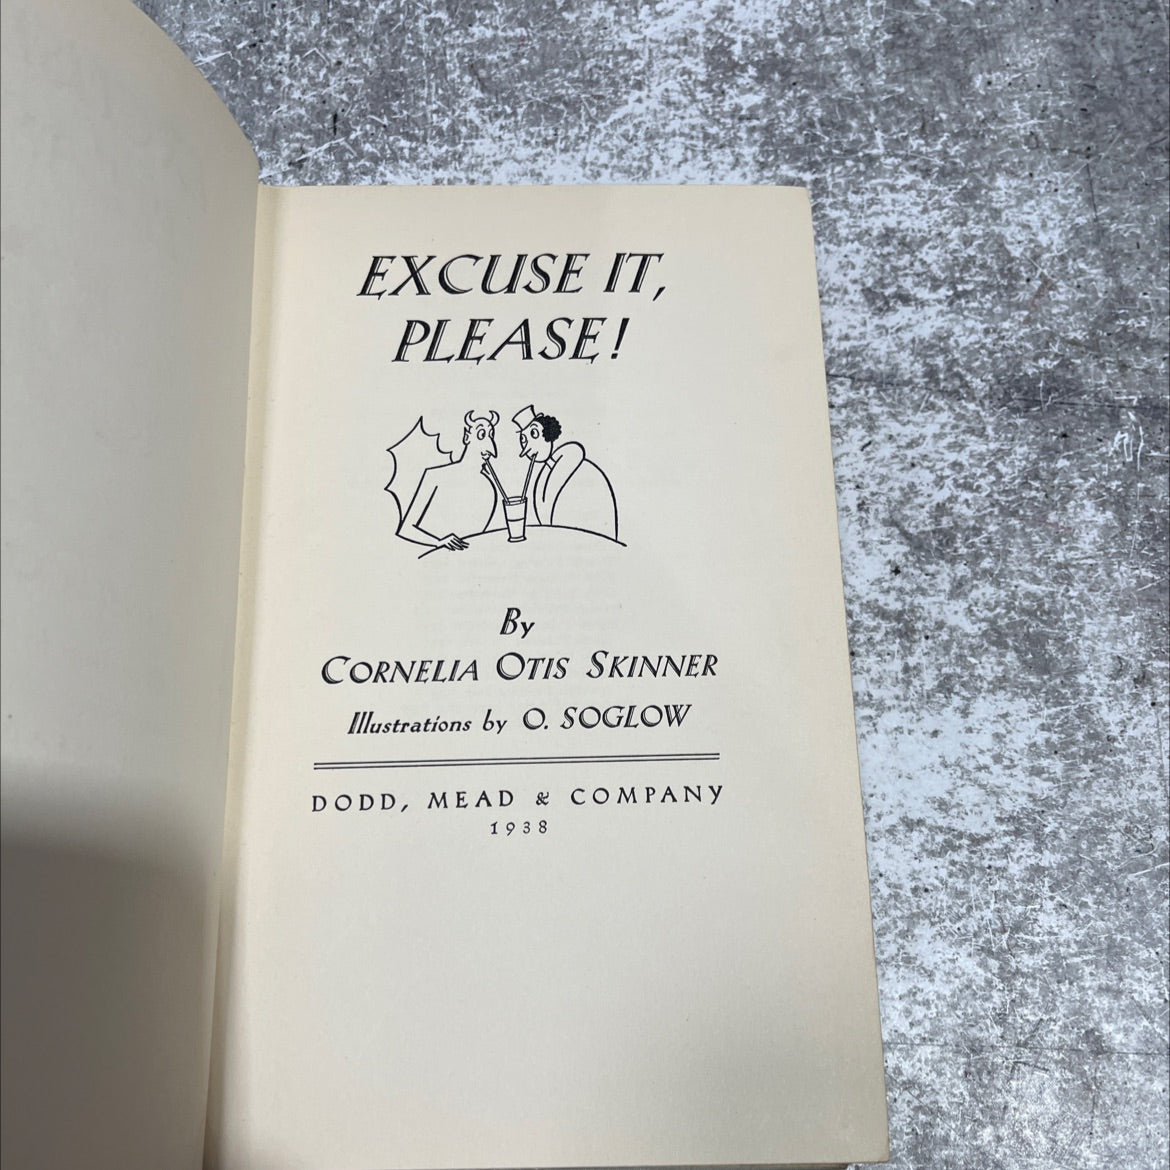 EXCUSE IT,
PLEASE!
By
CORNELIA OTIS SKINNER
Illustrations by O. SOGLOW
DODD, MEAD & COMPANY
1938